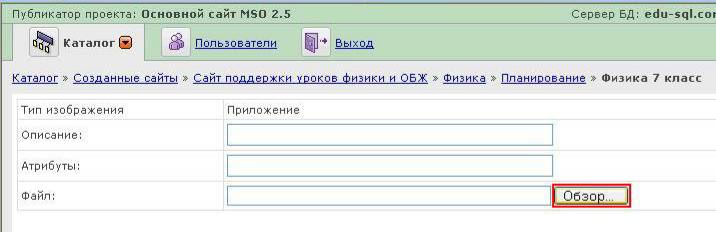 Публикатор проекта: Основной сайт MSO 2.5 Сервер БД: edu-sql.con
Каталог Пользователи Выход
Каталог » Созданные сайты » Сайт поддержки уроков физики и ОБЖ » Физика » Планирование » Физика 7 класс
Тип изображения Приложение
Описание:
Атрибуты:
Файл: Обзор...